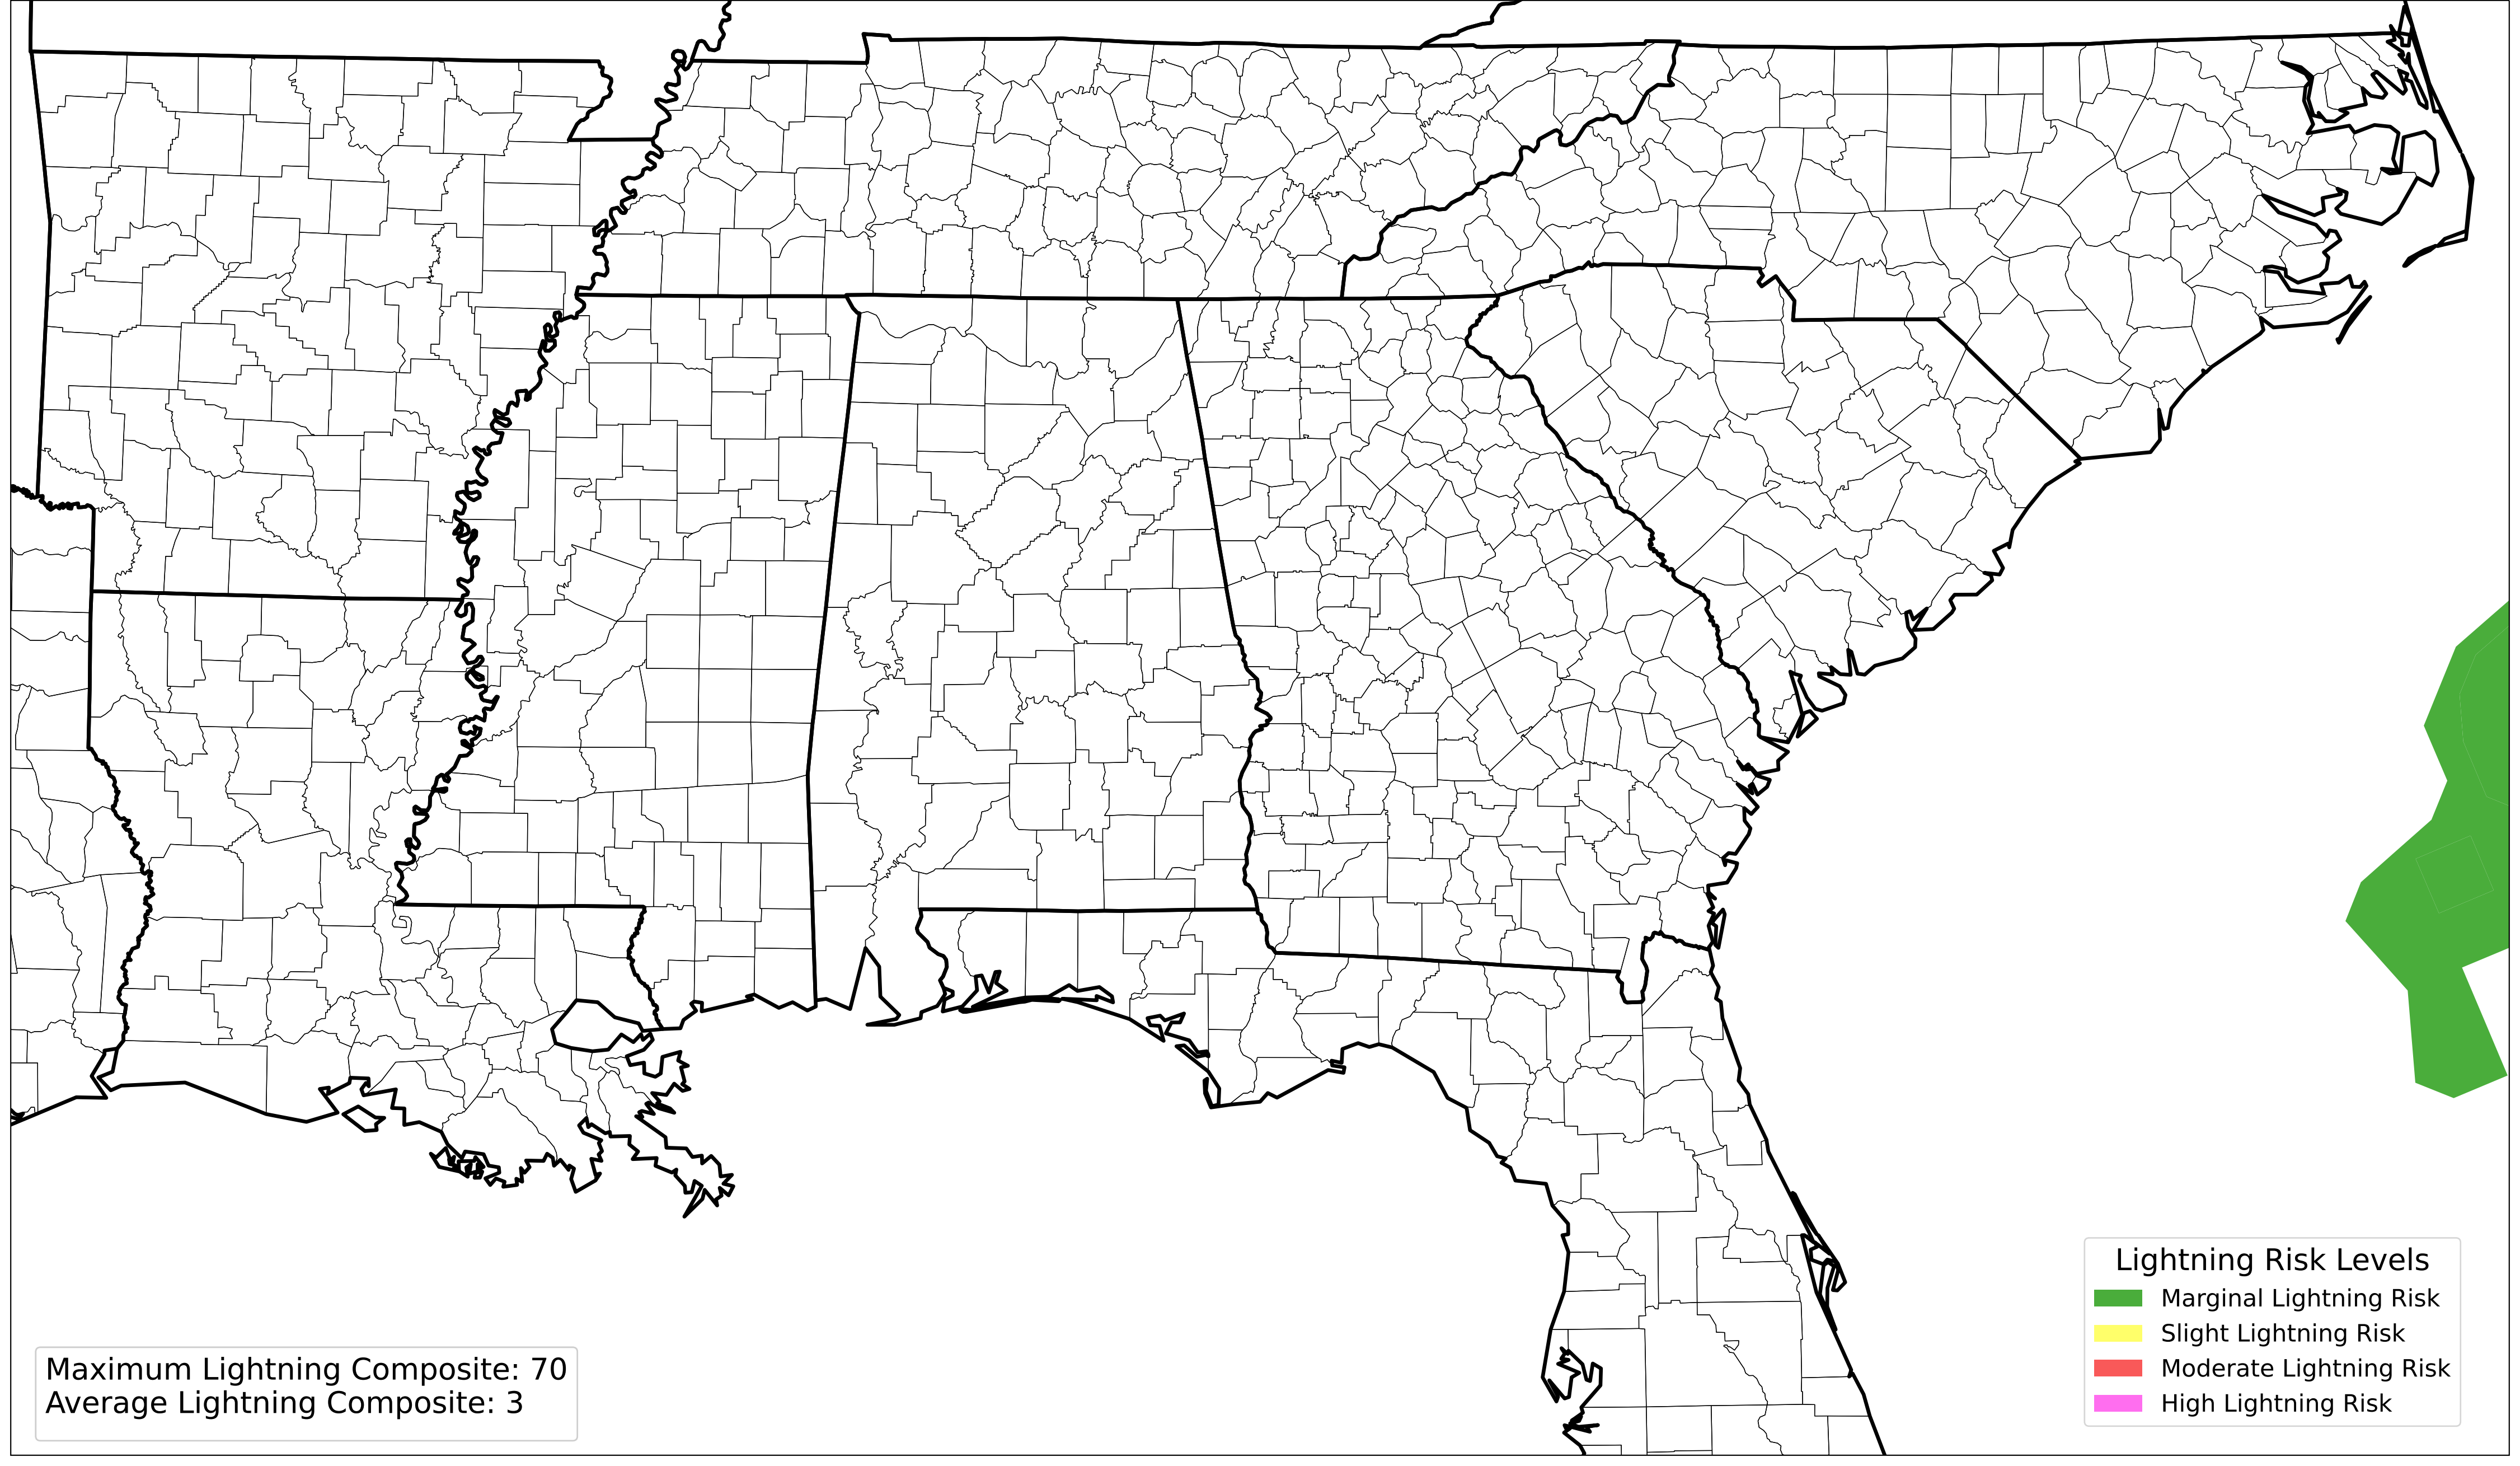 Maximum Lightning Composite: 70
Average Lightning Composite: 3
Lightning Risk Levels
Marginal Lightning Risk
Slight Lightning Risk
Moderate Lightning Risk
High Lightning Risk